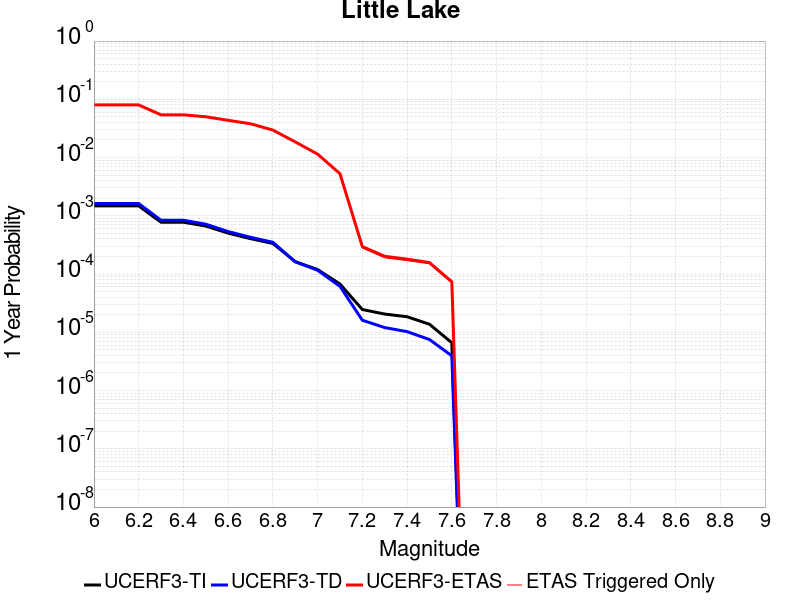 Little Lake
1 Year Probability
10^0
10^-1
10^-2
10^-3
10^-4
10^-5
10^-6
10^-7
10^-8
6 6.2 6.4 6.6 6.8 7 7.2 7.4 7.6 7.8 8 8.2 8.4 8.6 8.8 9
Magnitude
UCERF3-TI UCERF3-TD UCERF3-ETAS ETAS Triggered Only